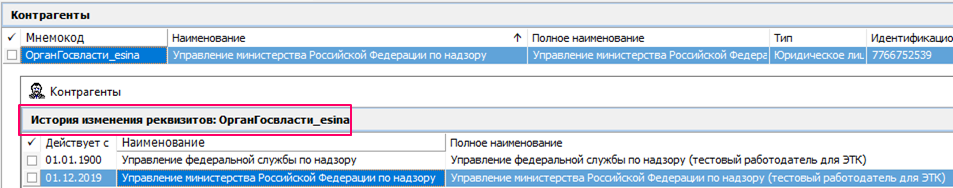 Контрагенты
✓ Мнемокод Наименование ↑ Полное наименование Тип Идентификацио
ОрганГосвласти_esina Управление министерства Российской Федерации по надзору Управление министерства Российской Федера Юридическое лиц 7766752539
Контрагенты
История изменения реквизитов: ОрганГосвласти_esina
✓ Действует с Наименование Полное наименование
01.01.1900 Управление федеральной службы по надзору Управление федеральной службы по надзору (тестовый работодатель для ЭТК)
01.12.2019 Управление министерства Российской Федерации по надзору Управление министерства Российской Федерации по надзору (тестовый работодатель для ЭТК)